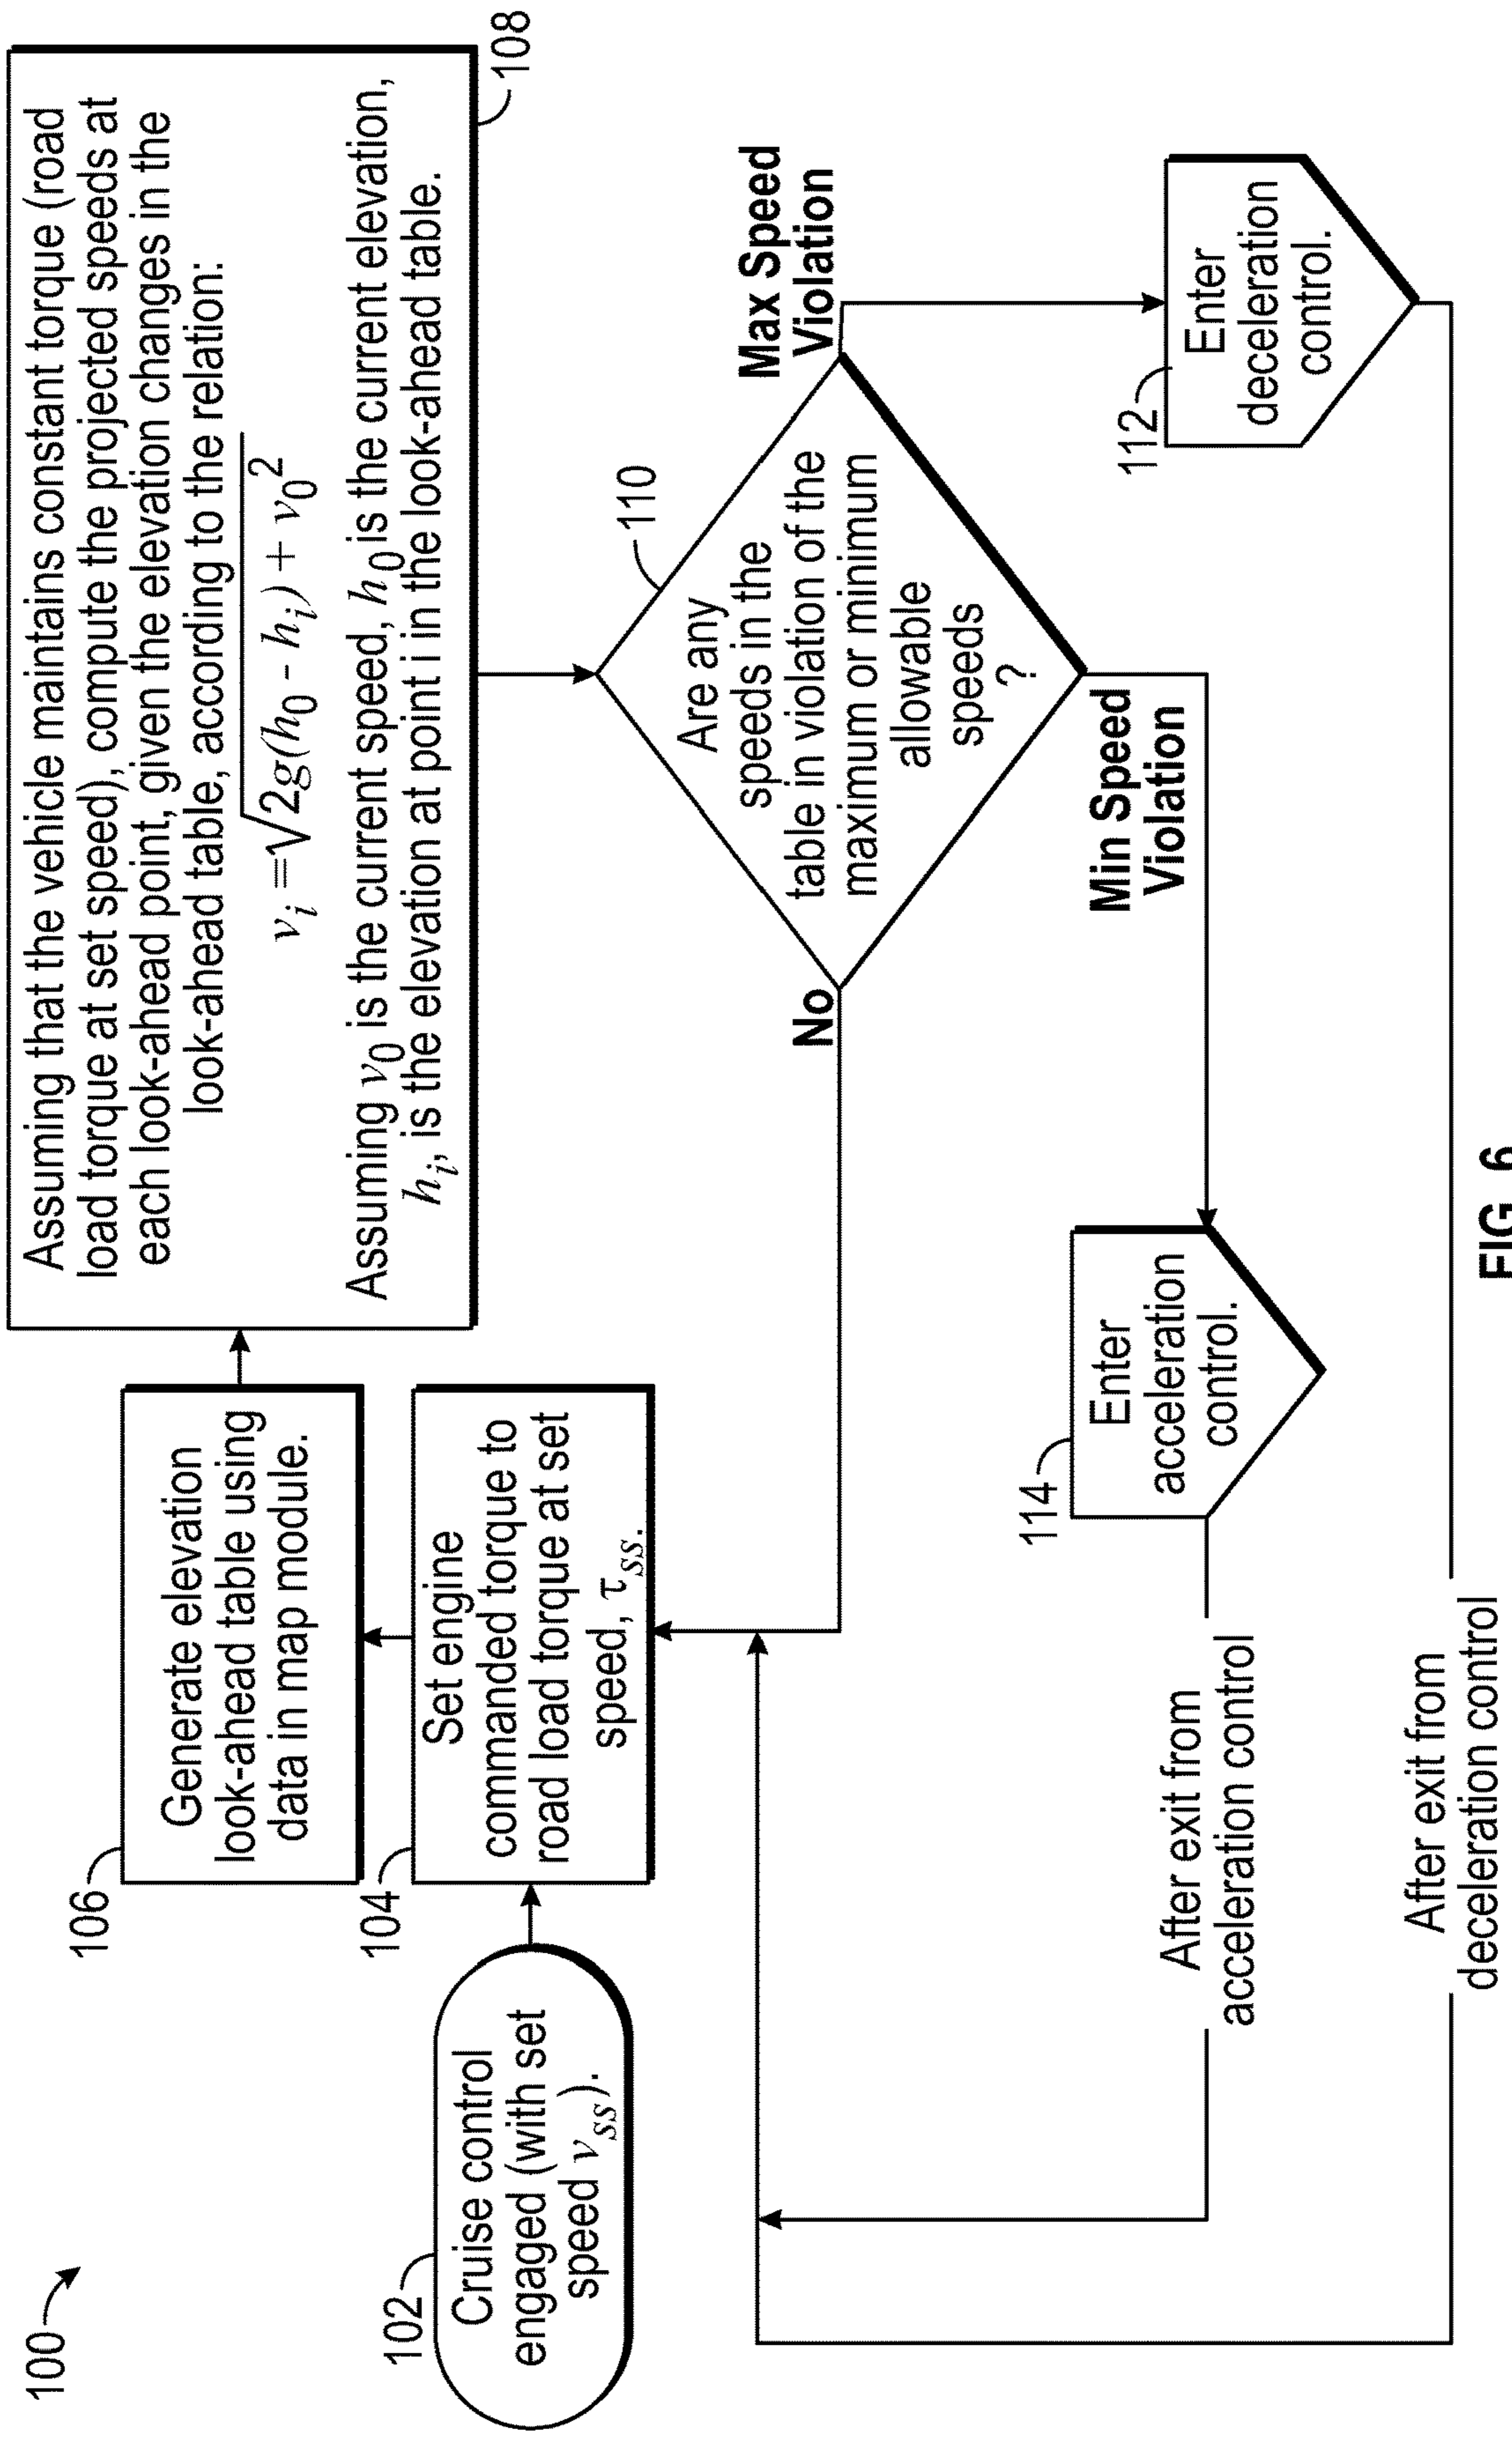 100
102
Cruise control
engaged (with set
speed v_ss).
104
Set engine
commanded torque to
road load torque at set
speed, τ_ss.
106
Generate elevation
look-ahead table using
data in map module.
108
Assuming that the vehicle maintains constant torque (road
load torque at set speed), compute the projected speeds at
each look-ahead point, given the elevation changes in the
look-ahead table, according to the relation:
v_i = √2g(h_0 - h_i) + v_0^2
Assuming v_0 is the current speed, h_0 is the current elevation,
h_i, is the elevation at point i in the look-ahead table.
110
Are any
speeds in the
table in violation of the
maximum or minimum
allowable
speeds
?
No
Max Speed
Violation
Min Speed
Violation
112
Enter
deceleration
control.
114
Enter
acceleration
control.
After exit from
acceleration control
After exit from
deceleration control
FIG. 6